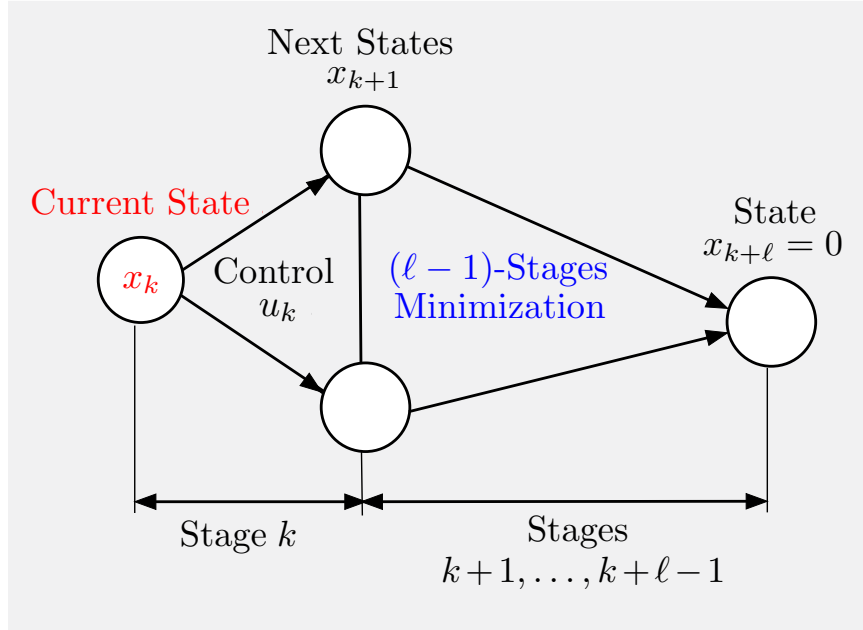 Next States
x_{k+1}
Current State
State
x_{k+ℓ} = 0
x_k
Control
u_k
(ℓ − 1)-Stages
Minimization
Stage k
Stages
k+1, . . . , k+ℓ−1